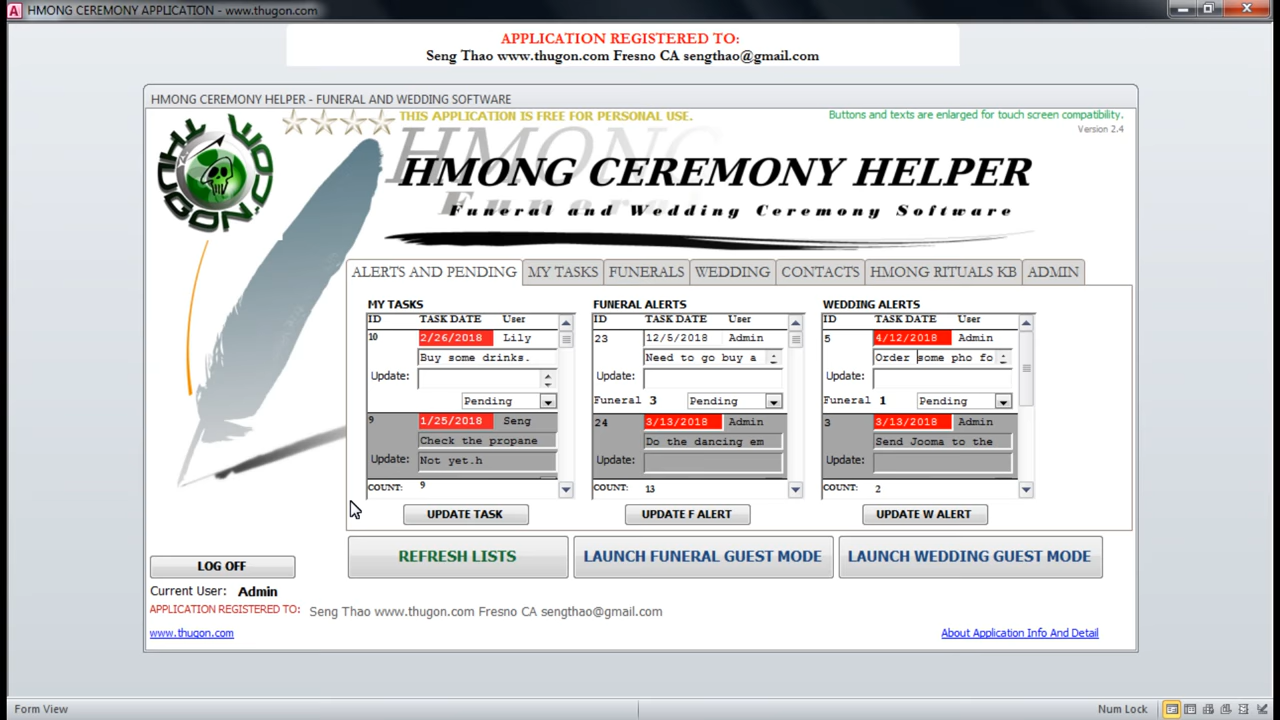 HMONG CEREMONY APPLICATION - www.thugon.com
APPLICATION REGISTERED TO:
Seng Thao www.thugon.com Fresno CA sengthao@gmail.com
HMONG CEREMONY HELPER - FUNERAL AND WEDDING SOFTWARE
THIS APPLICATION IS FREE FOR PERSONAL USE.
Buttons and texts are enlarged for touch screen compatibility.
Version 2.4
THUGON.COM
HMONG
Funeral
HMONG CEREMONY HELPER
Funeral and Wedding Ceremony Software
ALERTS AND PENDING MY TASKS FUNERALS WEDDING CONTACTS HMONG RITUALS KB ADMIN
MY TASKS
ID TASK DATE User
10 2/26/2018 Lily
Buy some drinks.
Update:
Pending
9 1/25/2018 Seng
Check the propane
Update: Not yet.h
COUNT: 9
UPDATE TASK
FUNERAL ALERTS
ID TASK DATE User
23 12/5/2018 Admin
Need to go buy a
Update:
Funeral 3 Pending
24 3/13/2018 Admin
Do the dancing em
Update:
COUNT: 13
UPDATE F ALERT
WEDDING ALERTS
ID TASK DATE User
5 4/12/2018 Admin
Order some pho fo
Update:
Funeral 1 Pending
3 3/13/2018 Admin
Send Jooma to the
Update:
COUNT: 2
UPDATE W ALERT
REFRESH LISTS LAUNCH FUNERAL GUEST MODE LAUNCH WEDDING GUEST MODE
LOG OFF
Current User: Admin
APPLICATION REGISTERED TO: Seng Thao www.thugon.com Fresno CA sengthao@gmail.com
www.thugon.com About Application Info And Detail
Form View Num Lock